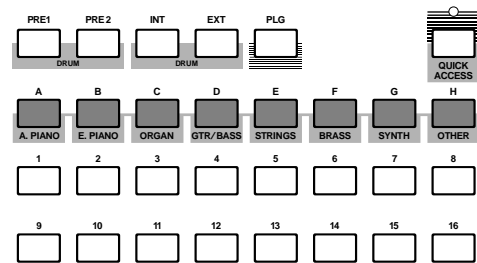 PRE1 PRE2 INT EXT PLG
DRUM DRUM QUICK
ACCESS
A B C D E F G H
A. PIANO E. PIANO ORGAN GTR/BASS STRINGS BRASS SYNTH OTHER
1 2 3 4 5 6 7 8
9 10 11 12 13 14 15 16